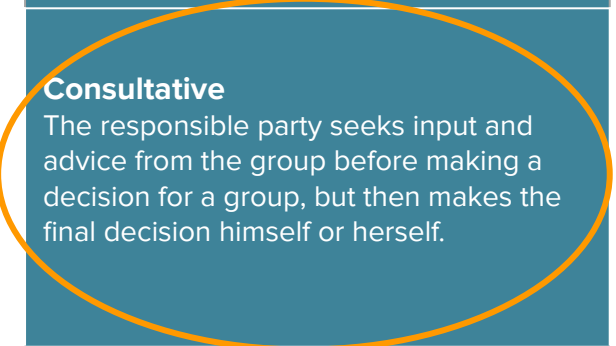 Consultative
The responsible party seeks input and
advice from the group before making a
decision for a group, but then makes the
final decision himself or herself.